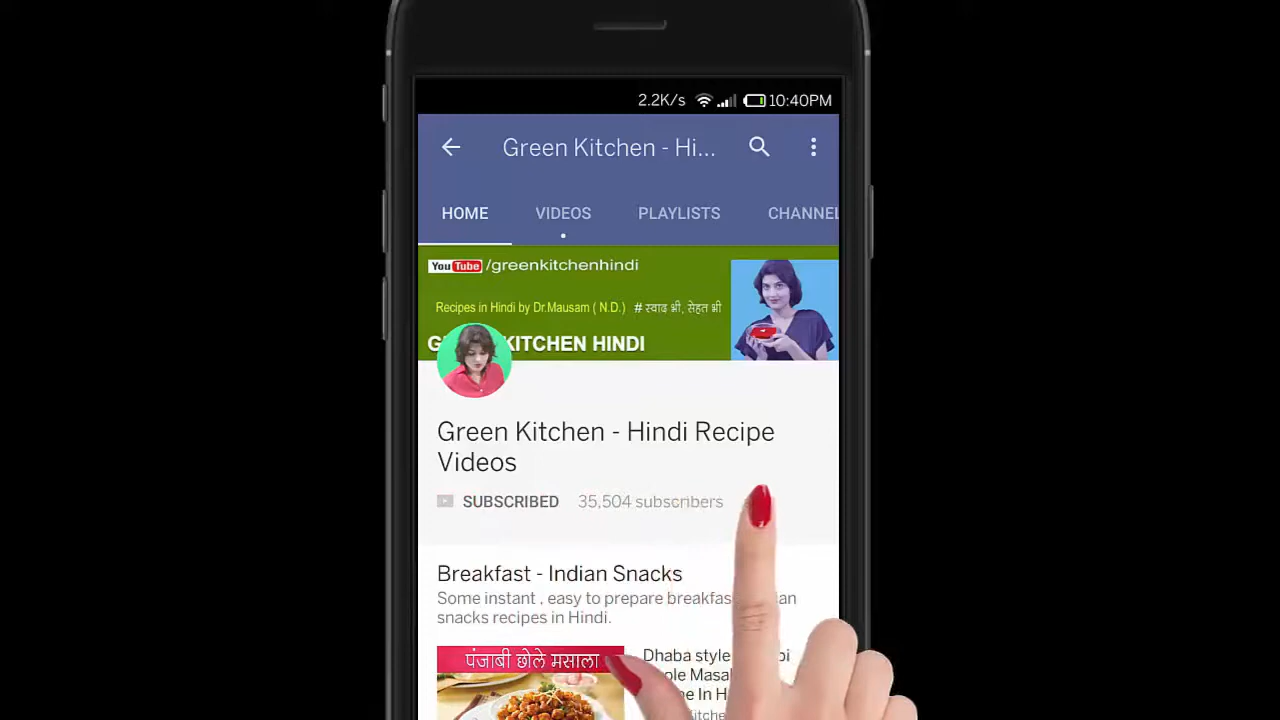 2.2K/s 10:40PM
Green Kitchen - Hi...
HOME VIDEOS PLAYLISTS CHANNEL
YouTube /greenkitchenhindi
Recipes in Hindi by Dr.Mausam ( N.D.) # स्वाद भी, सेहत भी
KITCHEN HINDI
Green Kitchen - Hindi Recipe
Videos
SUBSCRIBED 35,504 subscribers
Breakfast - Indian Snacks
Some instant , easy to prepare
snacks recipes in Hindi.
पंजाबी छोले मसाला
Dhaba style